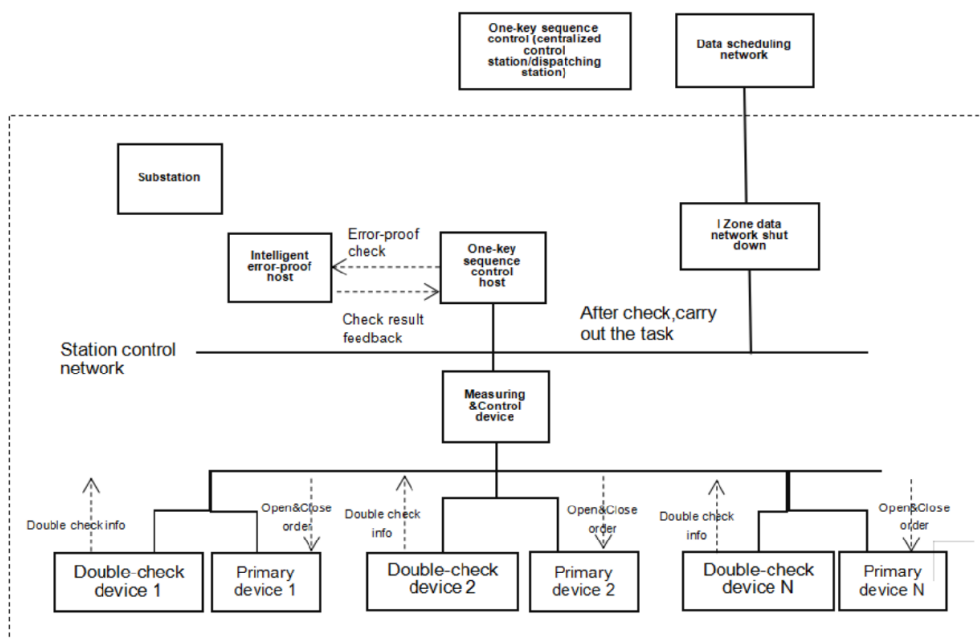 One-key sequence
control (centralized
control
station/dispatching
station)
Data scheduling
network
Substation
I Zone data
network shut
down
Intelligent
error-proof
host
Error-proof
check
One-key
sequence
control
host
Check result
feedback
After check,carry
out the task
Station control
network
Measuring
&Control
device
Double check info
Open&Close
order
Double check
info
Open&Close
order
Double check
info
Open&Close
order
Double-check
device 1
Primary
device 1
Double-check
device 2
Primary
device 2
Double-check
device N
Primary
device N